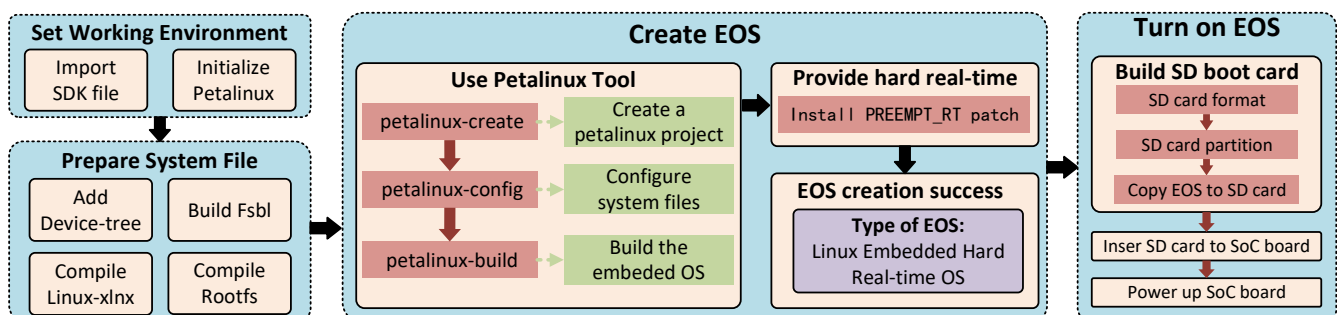 Set Working Environment
Import
SDK file
Initialize
Petalinux
Prepare System File
Add
Device-tree
Build Fsbl
Compile
Linux-xlnx
Compile
Rootfs
Create EOS
Use Petalinux Tool
petalinux-create
Create a
petalinux project
petalinux-config
Configure
system files
petalinux-build
Build the
embeded OS
Provide hard real-time
Install PREEMPT_RT patch
EOS creation success
Type of EOS:
Linux Embedded Hard
Real-time OS
Turn on EOS
Build SD boot card
SD card format
SD card partition
Copy EOS to SD card
Inser SD card to SoC board
Power up SoC board